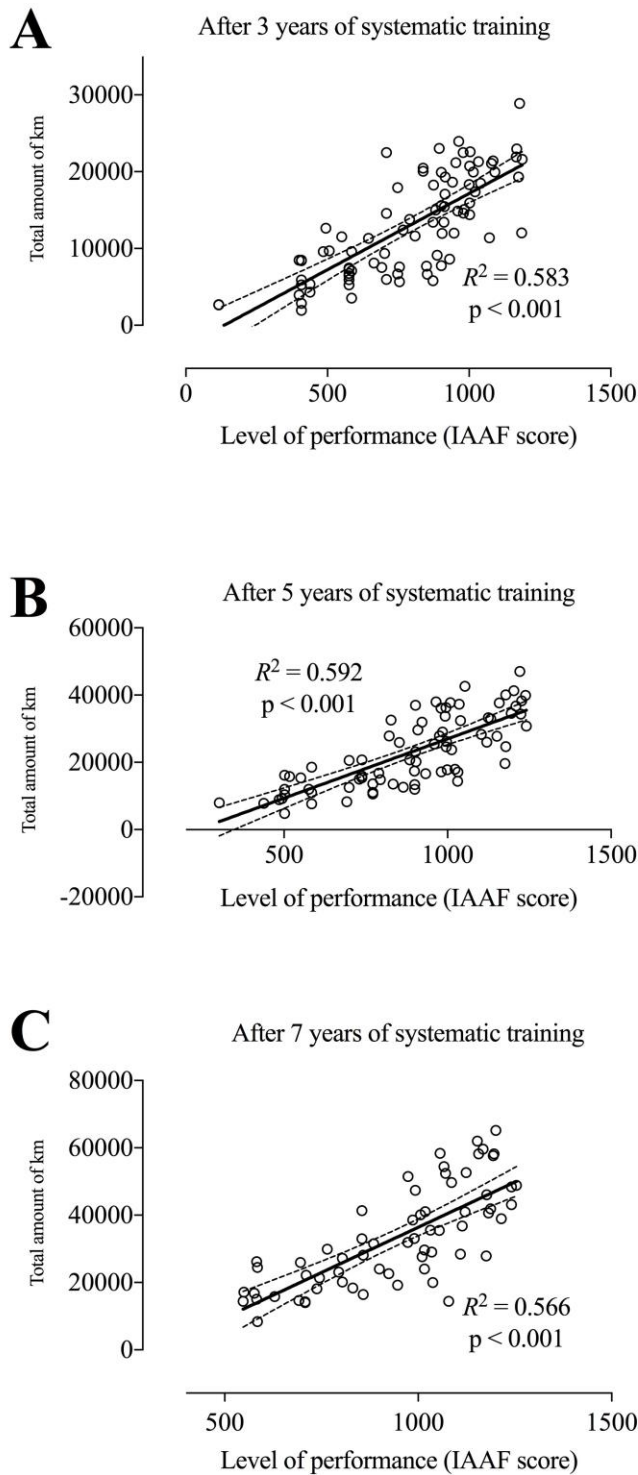 A
After 3 years of systematic training
Total amount of km
30000
20000
10000
0
R² = 0.583
p < 0.001
0 500 1000 1500
Level of performance (IAAF score)
B
After 5 years of systematic training
Total amount of km
60000
40000
20000
0
-20000
R² = 0.592
p < 0.001
500 1000 1500
Level of performance (IAAF score)
C
After 7 years of systematic training
Total amount of km
80000
60000
40000
20000
0
R² = 0.566
p < 0.001
500 1000 1500
Level of performance (IAAF score)